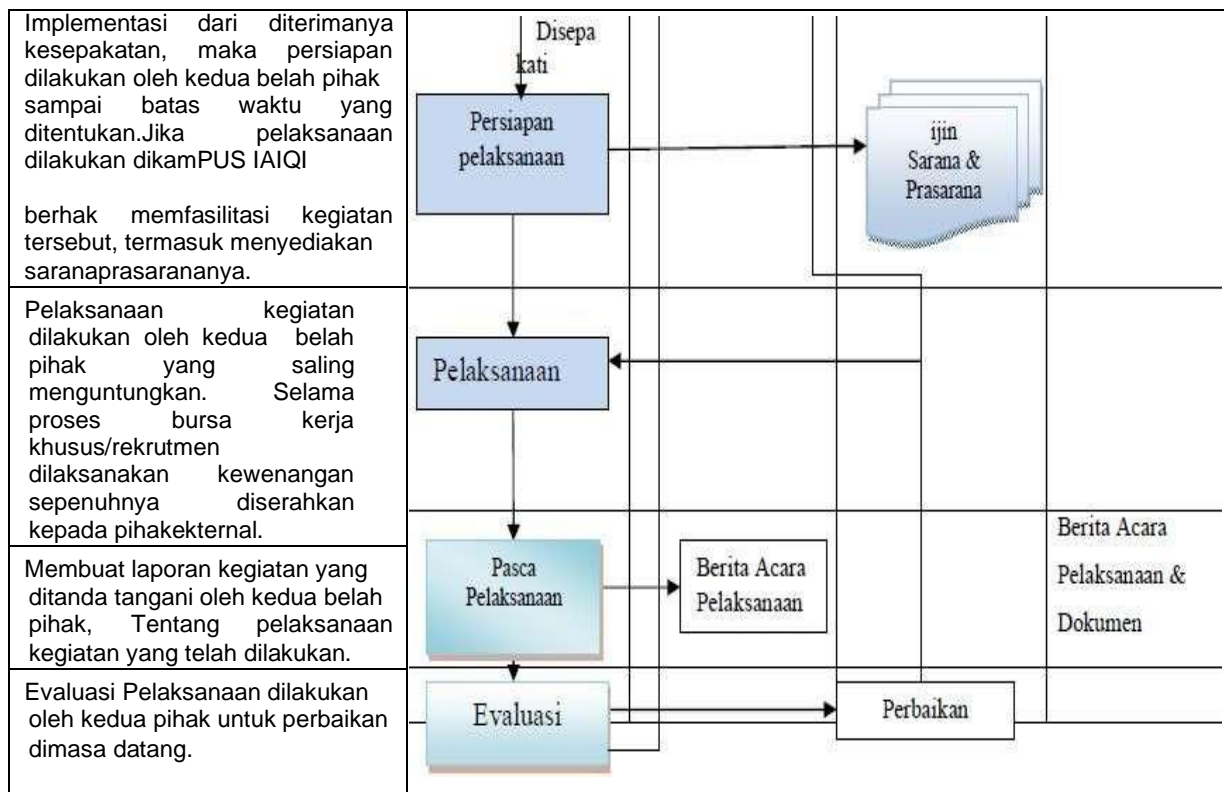 Implementasi dari diterimanya
kesepakatan, maka persiapan
dilakukan oleh kedua belah pihak
sampai batas waktu yang
ditentukan.Jika pelaksanaan
dilakukan dikamPUS IAIQI
berhak memfasilitasi kegiatan
tersebut, termasuk menyediakan
saranaprasarananya.
Disepa
kati
Persiapan
pelaksanaan
ijin
Sarana &
Prasarana
Pelaksanaan kegiatan
dilakukan oleh kedua belah
pihak yang saling
menguntungkan. Selama
proses bursa kerja
khusus/rekrutmen
dilaksanakan kewenangan
sepenuhnya diserahkan
kepada pihakekternal.
Pelaksanaan
Membuat laporan kegiatan yang
ditanda tangani oleh kedua belah
pihak, Tentang pelaksanaan
kegiatan yang telah dilakukan.
Pasca
Pelaksanaan
Berita Acara
Pelaksanaan
Berita Acara
Pelaksanaan &
Dokumen
Evaluasi Pelaksanaan dilakukan
oleh kedua pihak untuk perbaikan
dimasa datang.
Evaluasi
Perbaikan